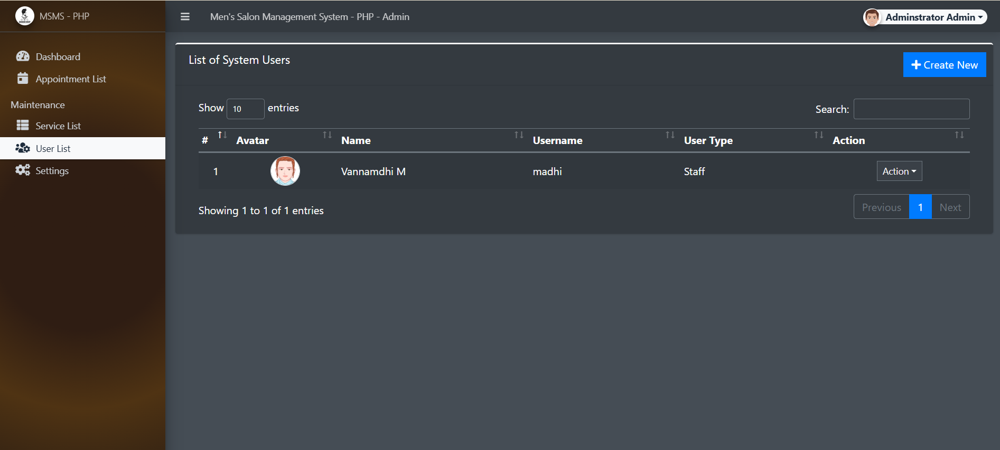 MSMS - PHP
Men's Salon Management System - PHP - Admin
Adminstrator Admin
Dashboard
Appointment List
Maintenance
Service List
User List
Settings
List of System Users
Create New
Show 10 entries
Search:
# Avatar Name Username User Type Action
1 Vannamdhi M madhi Staff Action
Showing 1 to 1 of 1 entries
Previous 1 Next